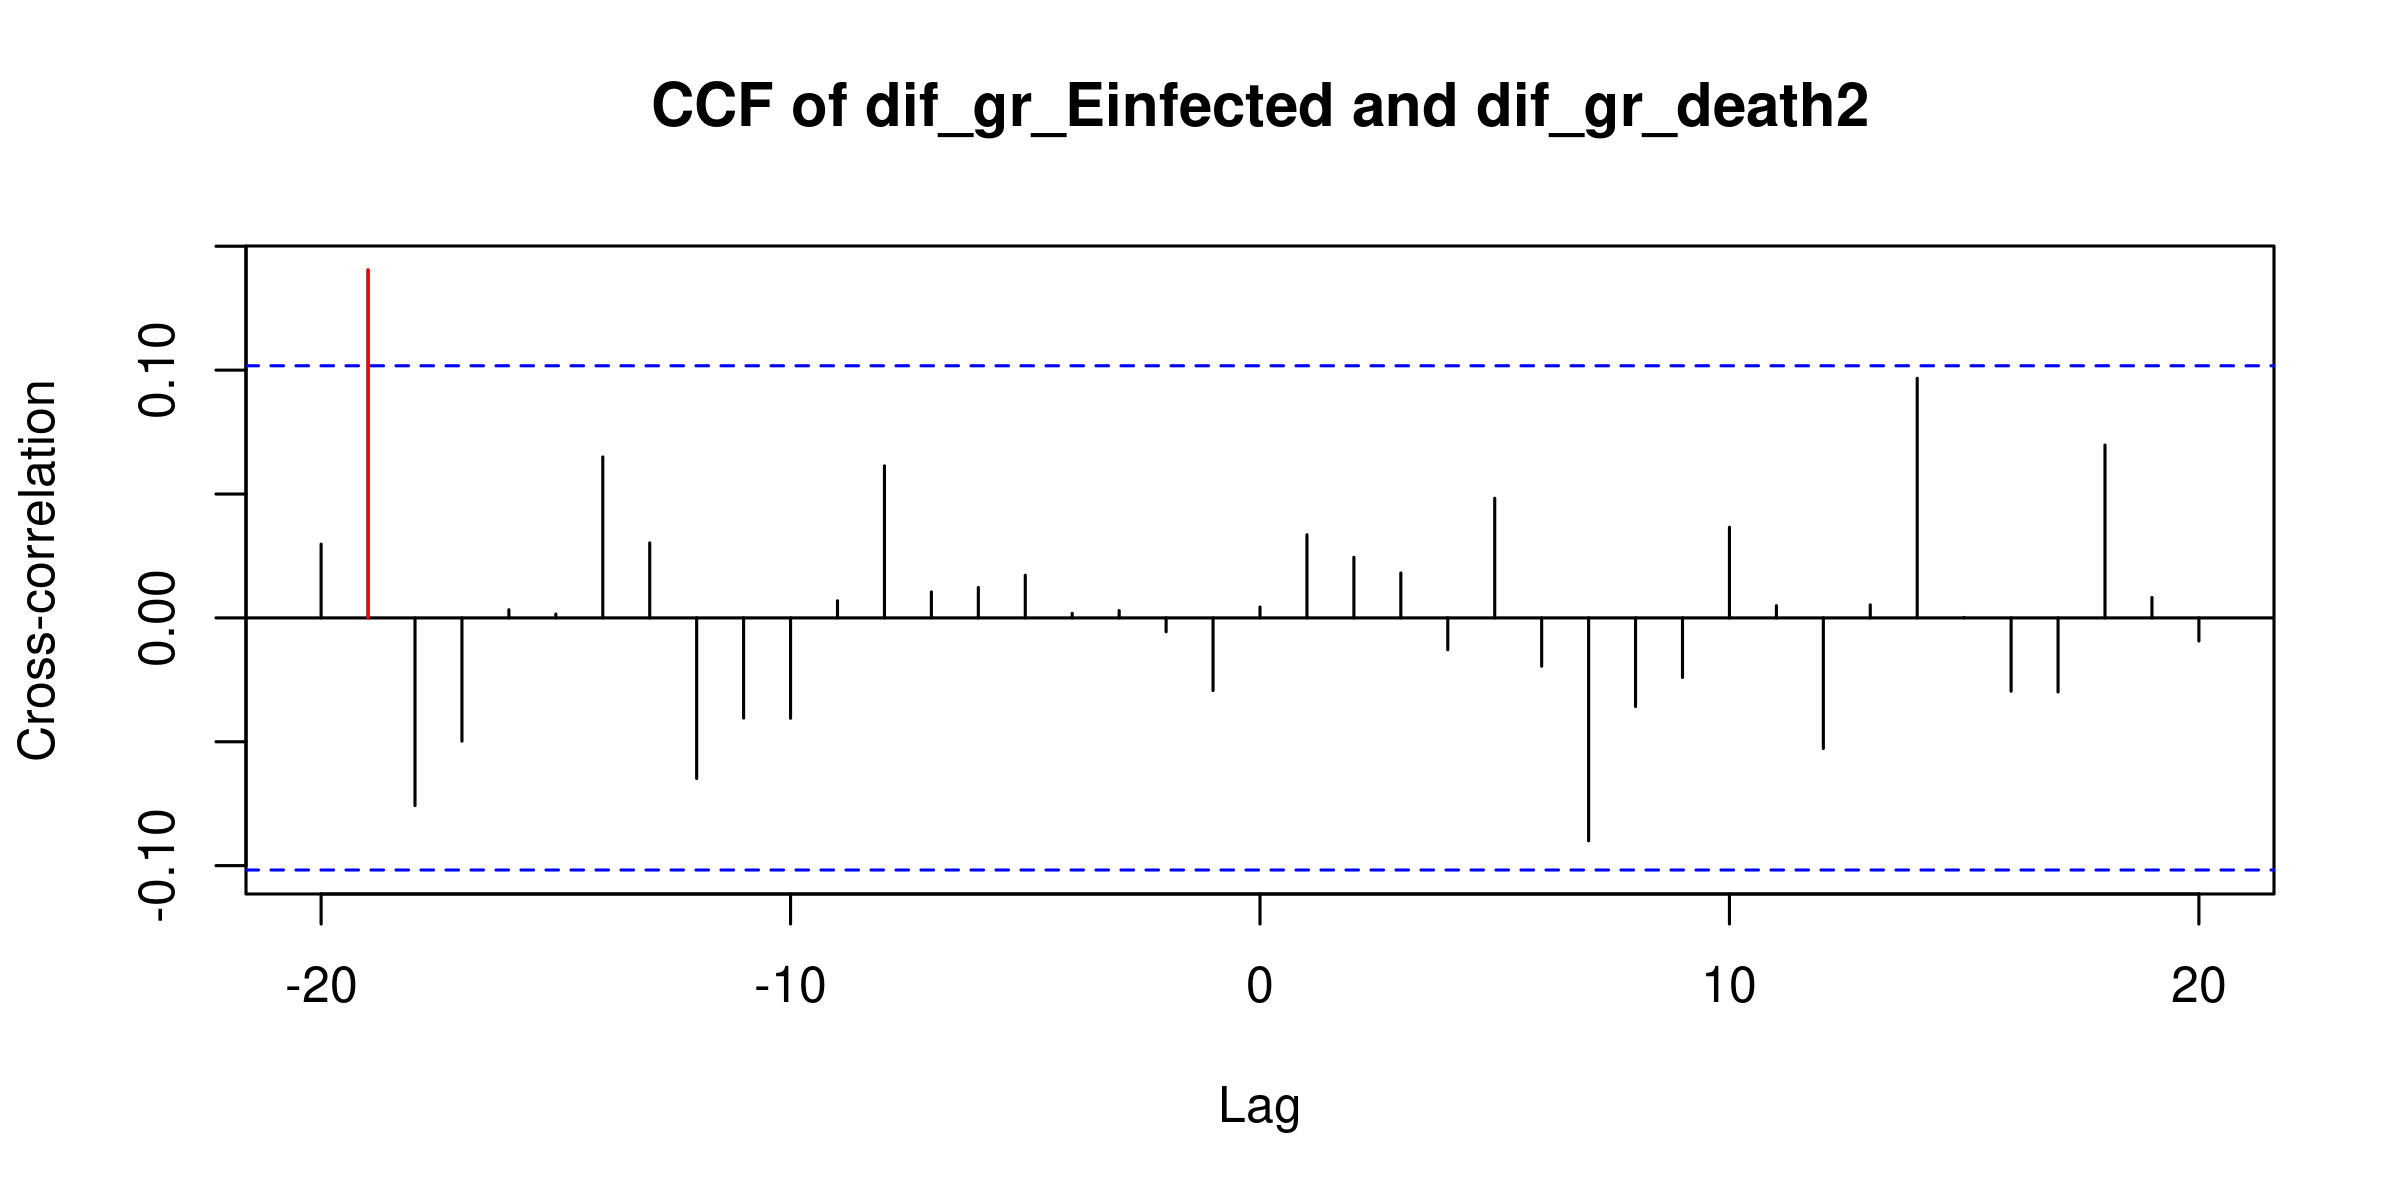 CCF of dif_gr_Einfected and dif_gr_death2
Cross-correlation
0.10
0.00
-0.10
-20 -10 0 10 20
Lag